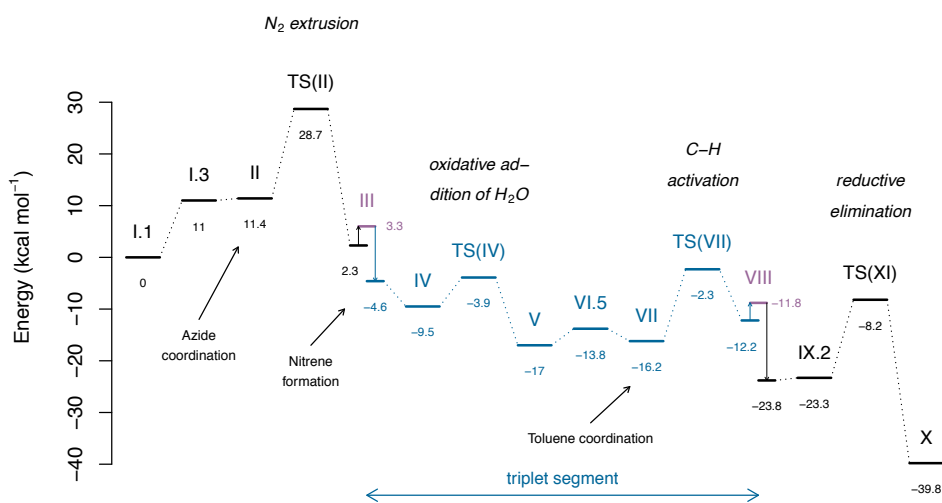 N2 extrusion
TS(II)
28.7
oxidative ad–
dition of H2O
C–H
activation
reductive
elimination
Energy (kcal mol−1)
30
20
10
0
−10
−20
−30
−40
I.1
0
I.3
11
II
11.4
Azide
coordination
III
3.3
2.3
−4.6
Nitrene
formation
IV
−9.5
TS(IV)
−3.9
V
−17
VI.5
−13.8
VII
−16.2
Toluene coordination
TS(VII)
−2.3
VIII
−11.8
−12.2
−23.8
IX.2
−23.3
TS(XI)
−8.2
X
−39.8
triplet segment